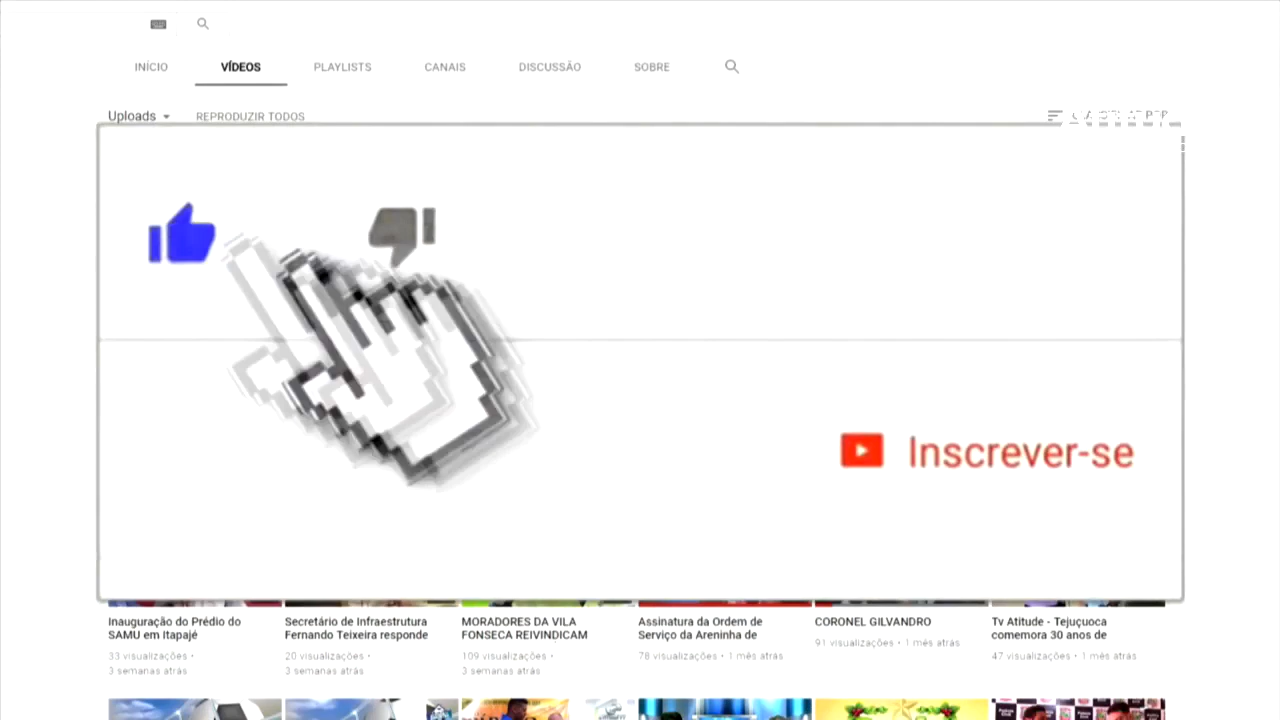 INÍCIO VÍDEOS PLAYLISTS CANAIS DISCUSSÃO SOBRE
Uploads REPRODUZIR TODOS
Inscrever-se
Inauguração do Prédio do
SAMU em Itapajé
33 visualizações •
3 semanas atrás
Secretário de Infraestrutura
Fernando Teixeira responde
20 visualizações •
3 semanas atrás
MORADORES DA VILA
FONSECA REIVINDICAM
109 visualizações •
3 semanas atrás
Assinatura da Ordem de
Serviço da Areninha de
78 visualizações • 1 mês atrás
CORONEL GILVANDRO
91 visualizações • 1 mês atrás
Tv Atitude - Tejuçuoca
comemora 30 anos de
47 visualizações • 1 mês atrás